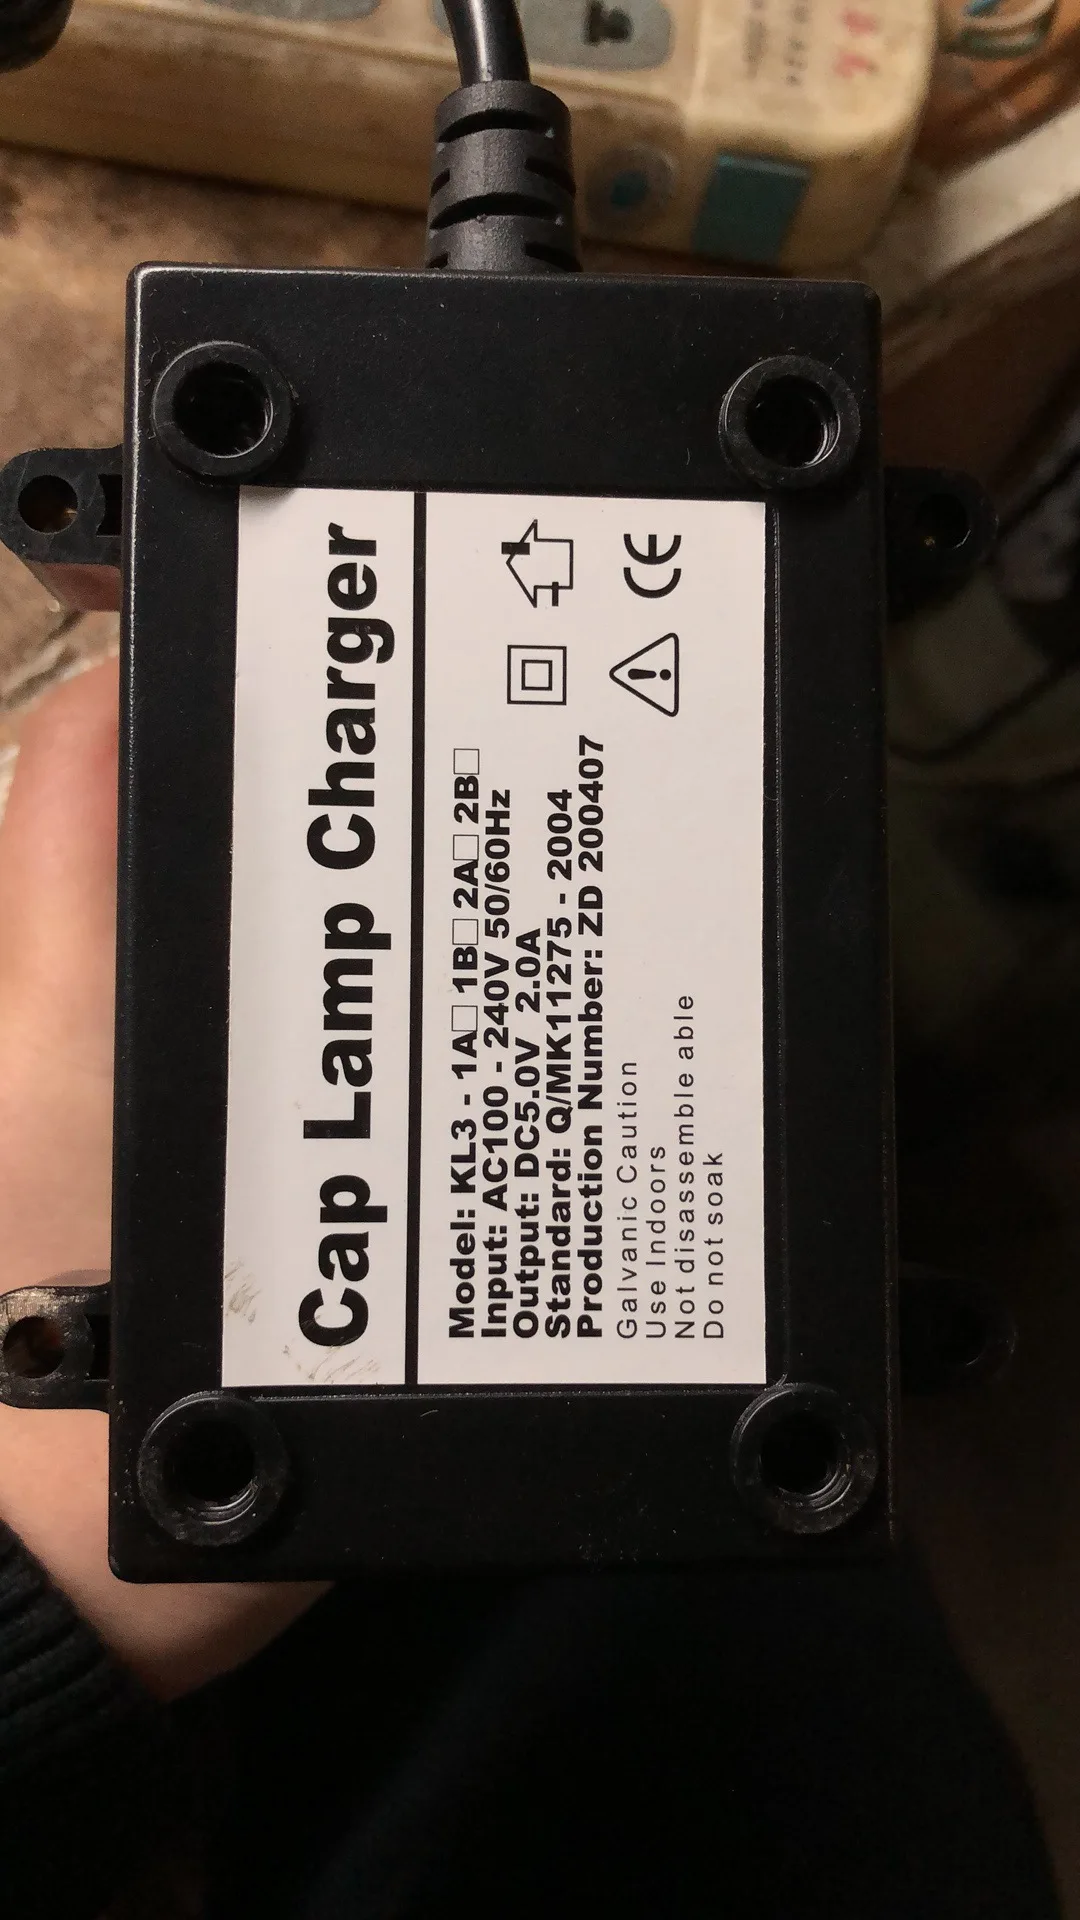 Cap Lamp Charger
Model: KL3 - 1A□ 1B□ 2A□ 2B□
Input: AC100 - 240V 50/60Hz
Output: DC5.0V 2.0A
Standard: Q/MK11275 - 2004
Production Number: ZD 200407
Galvanic Caution
Use Indoors
Not disassemble able
Do not soak
CE